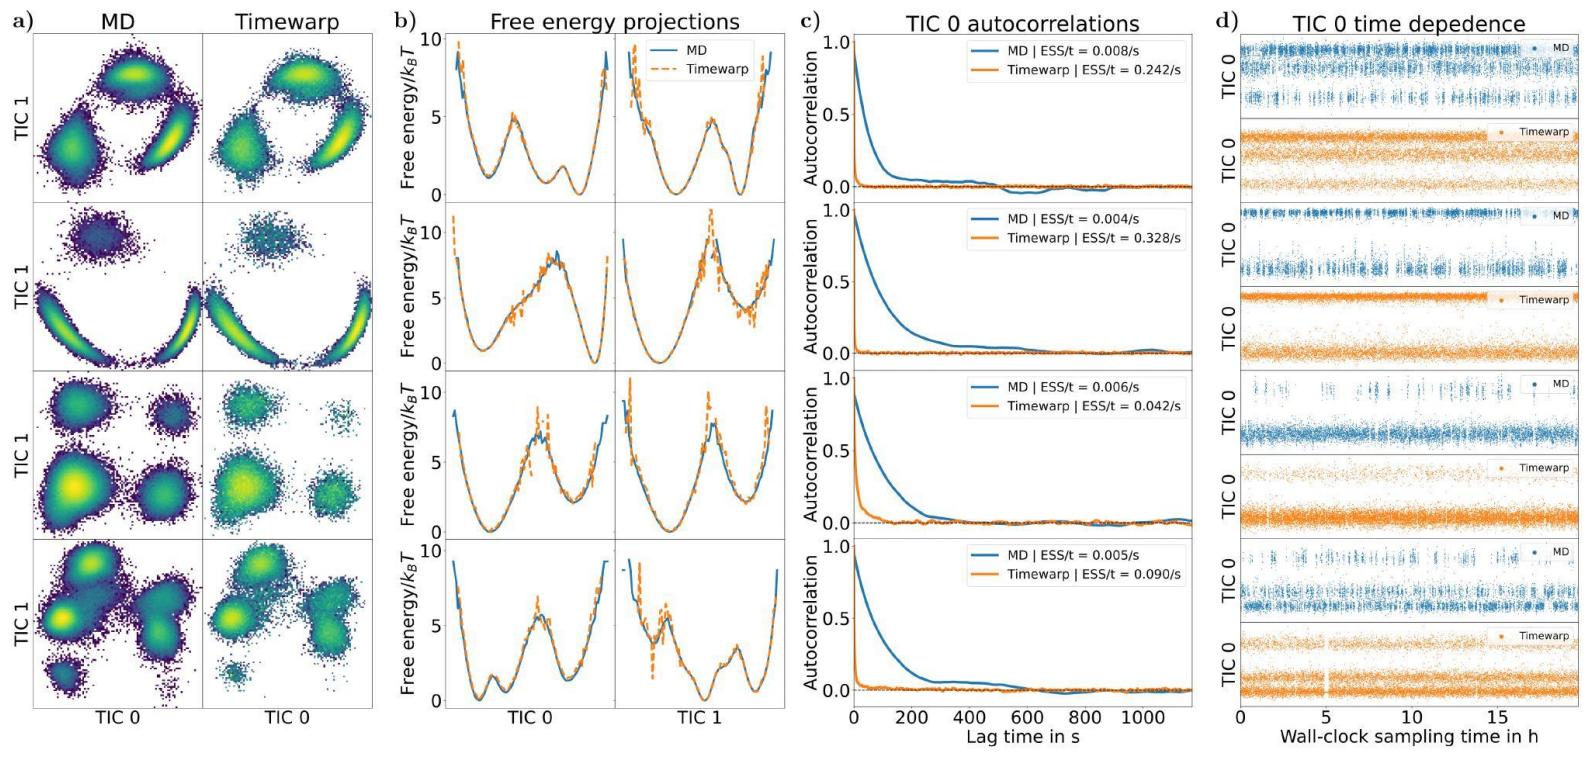 a) MD Timewarp
b) Free energy projections
c) TIC 0 autocorrelations
d) TIC 0 time depedence
TIC 1
TIC 1
TIC 1
TIC 1
TIC 0 TIC 0
Free energy/k_BT
10
5
0
MD
Timewarp
Free energy/k_BT
10
5
0
Free energy/k_BT
10
5
0
Free energy/k_BT
10
5
0
TIC 0 TIC 1
Autocorrelation
1.0
0.5
0.0
MD | ESS/t = 0.008/s
Timewarp | ESS/t = 0.242/s
Autocorrelation
1.0
0.5
0.0
MD | ESS/t = 0.004/s
Timewarp | ESS/t = 0.328/s
Autocorrelation
1.0
0.5
0.0
MD | ESS/t = 0.006/s
Timewarp | ESS/t = 0.042/s
Autocorrelation
1.0
0.5
0.0
MD | ESS/t = 0.005/s
Timewarp | ESS/t = 0.090/s
0 200 400 600 800 1000
Lag time in s
TIC 0
MD
TIC 0
Timewarp
TIC 0
MD
TIC 0
Timewarp
TIC 0
MD
TIC 0
Timewarp
TIC 0
MD
TIC 0
Timewarp
0 5 10 15
Wall-clock sampling time in h